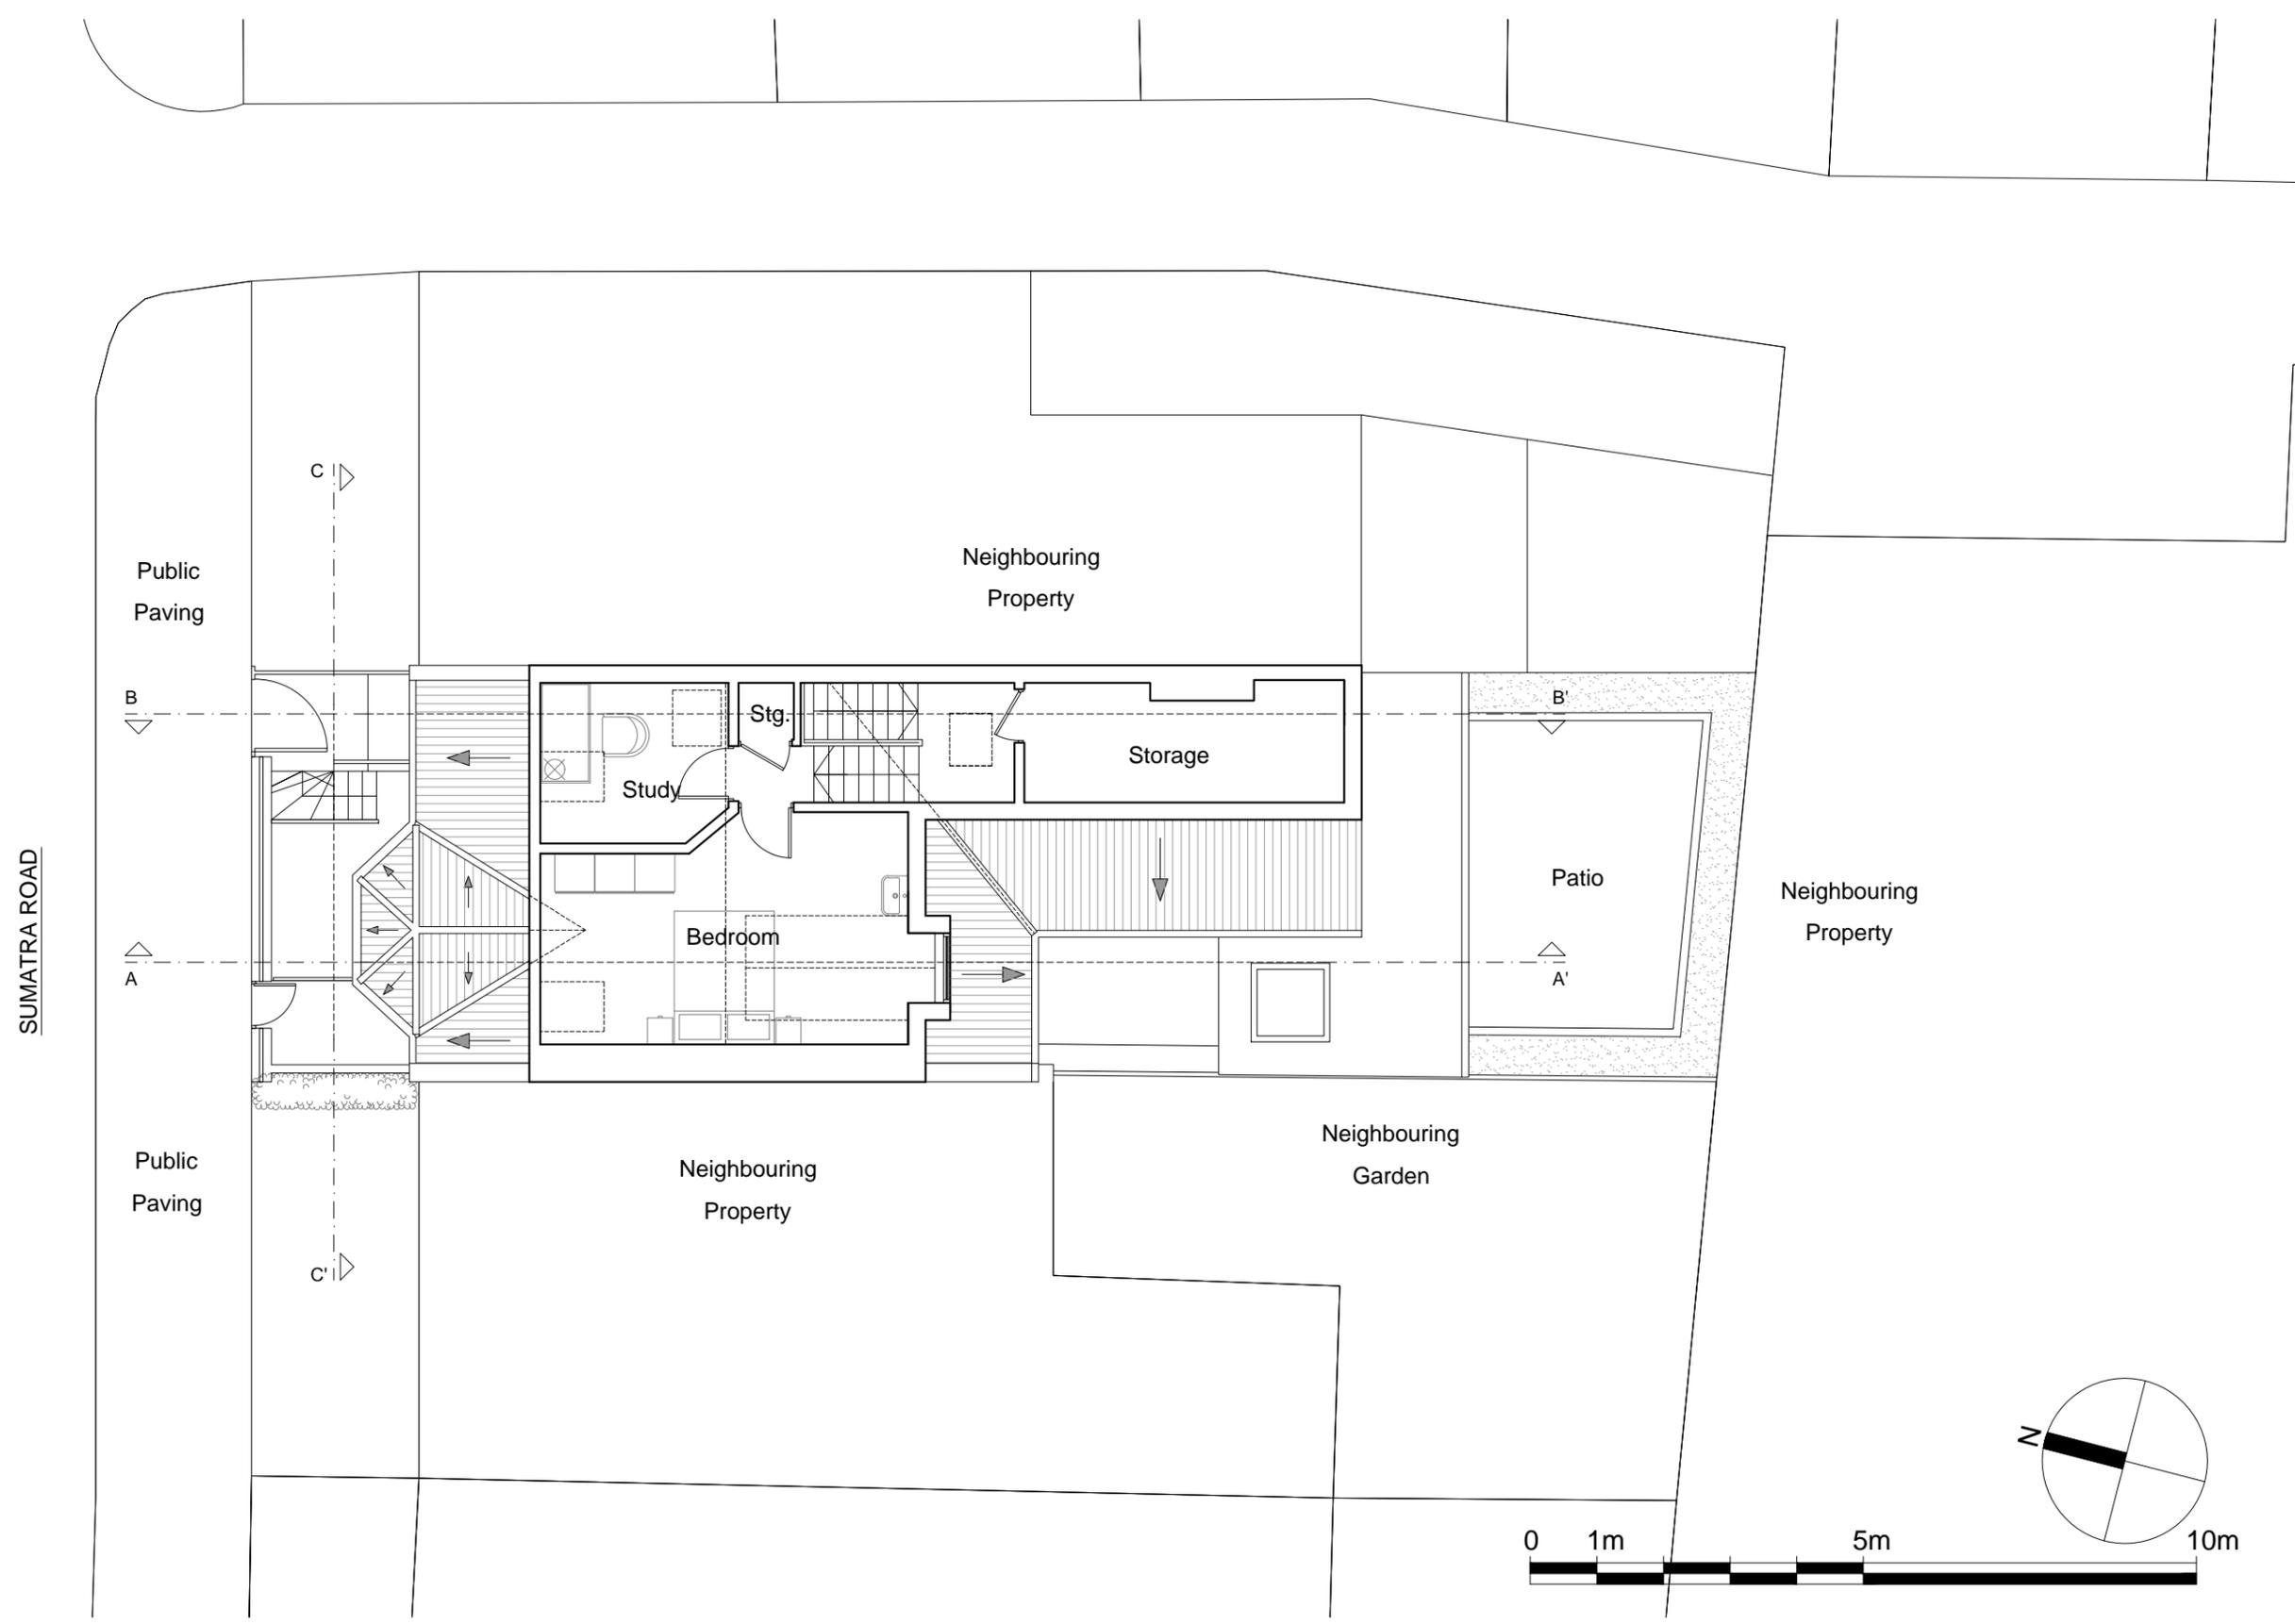 C
Public
Paving
Neighbouring
Property
B
Stg.
B'
Storage
Study
SUMATRA ROAD
A
Bedroom
Patio
A'
Neighbouring
Property
Public
Paving
Neighbouring
Property
Neighbouring
Garden
C'
N
0 1m 5m 10m